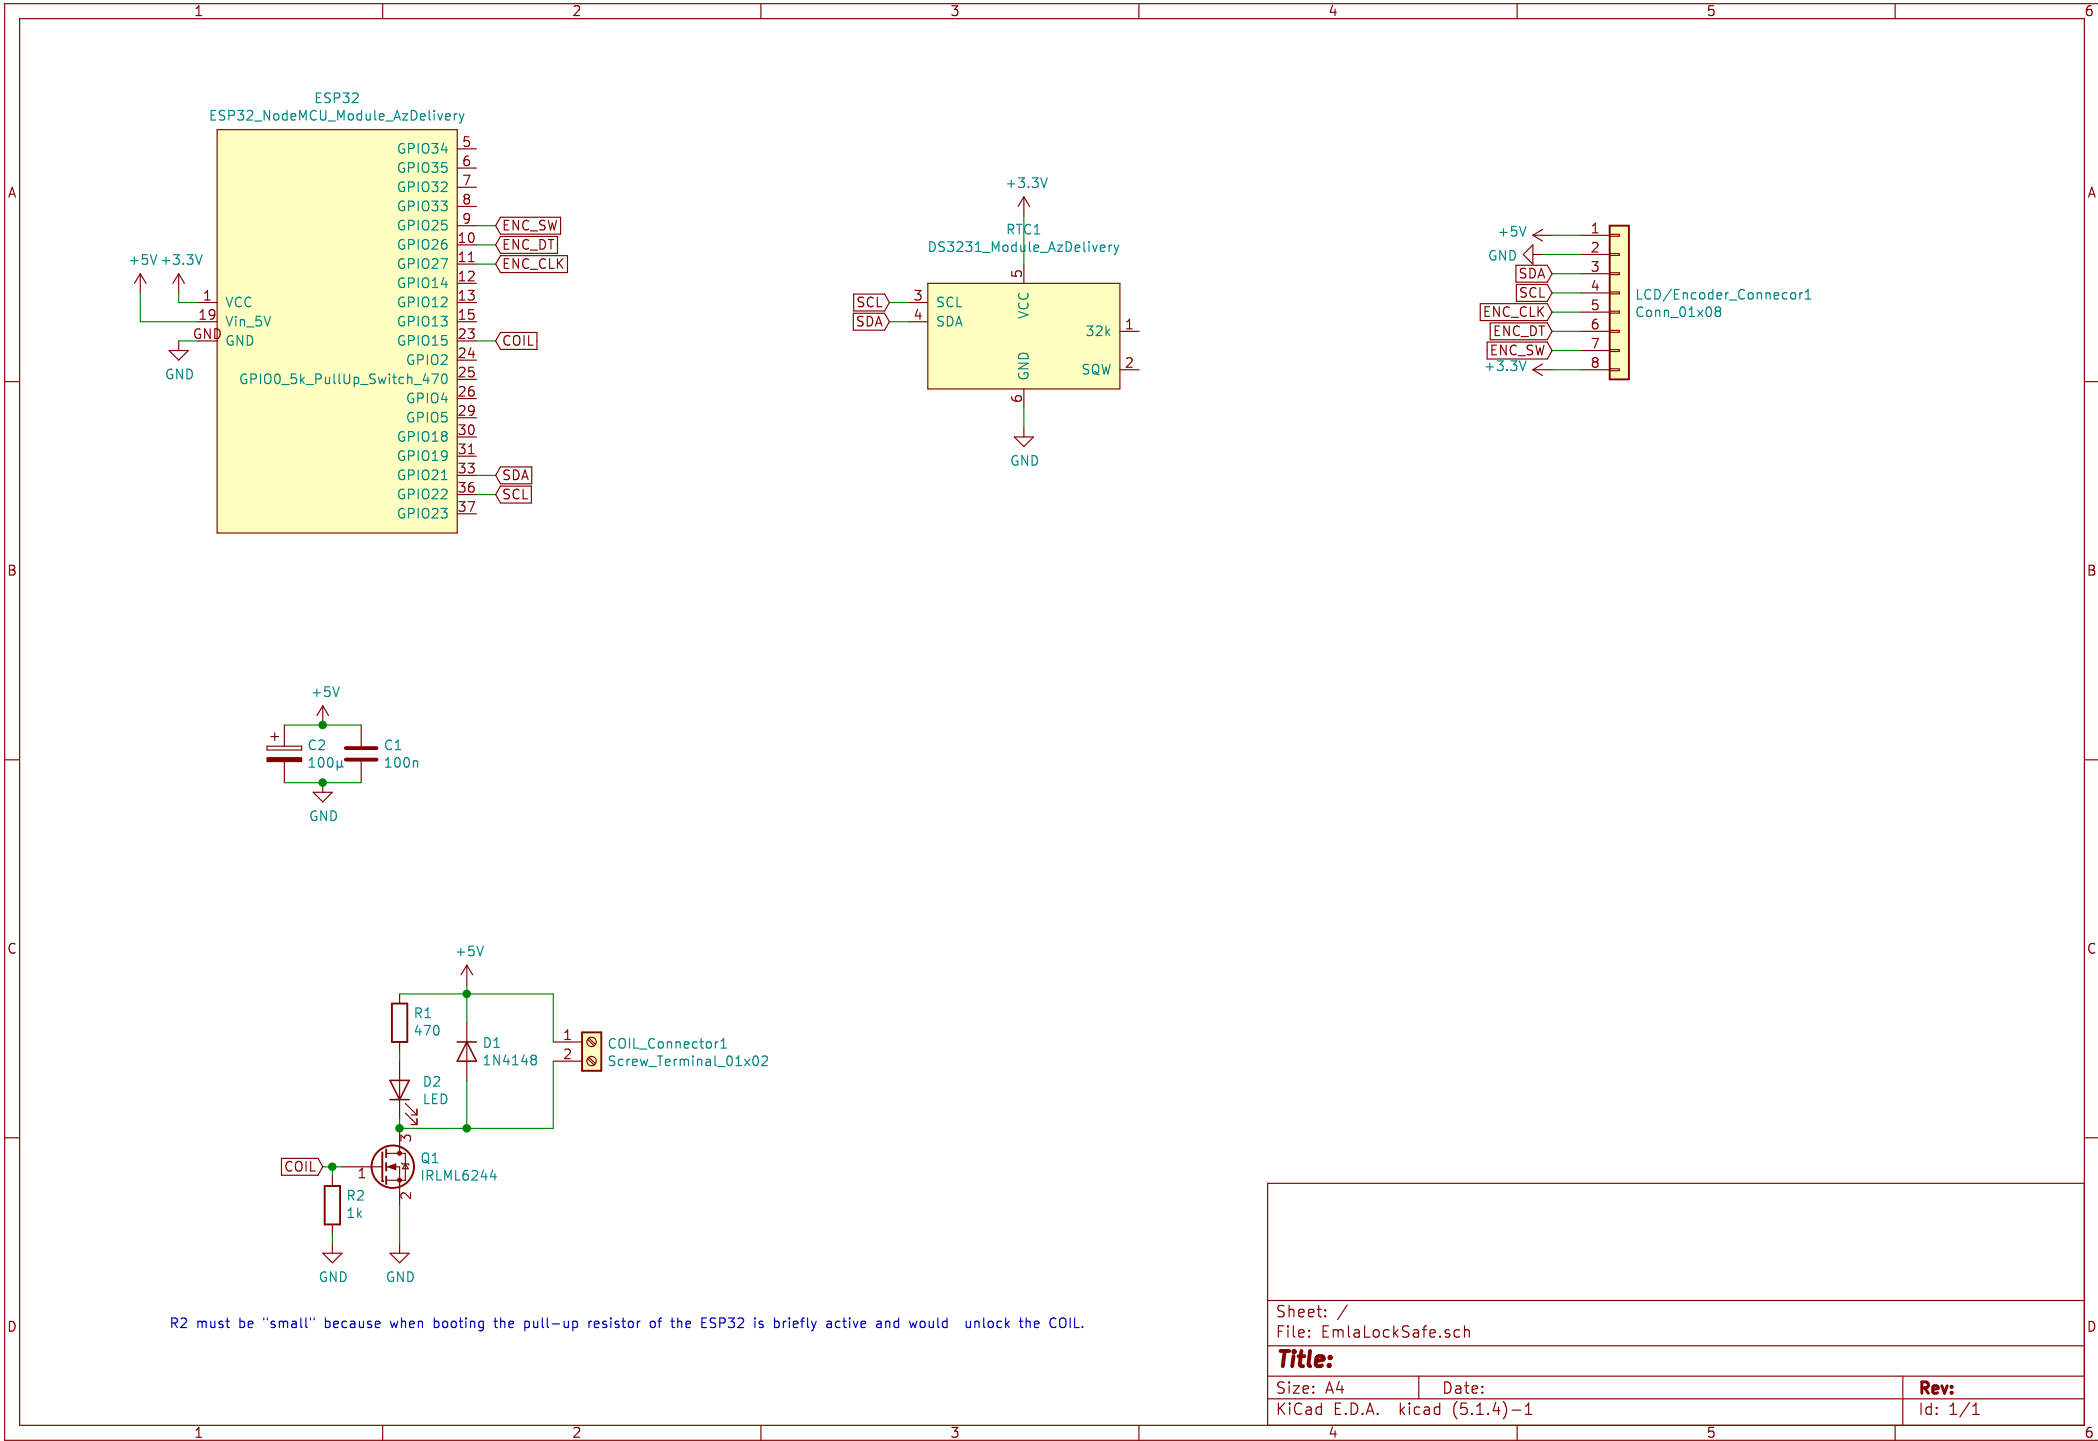 1 2 3 4 5 6
A
B
C
D
A
B
C
D
1 2 3 4 5 6
ESP32
ESP32_NodeMCU_Module_AzDelivery
GPIO34 5
GPIO35 6
GPIO32 7
GPIO33 8
GPIO25 9 ENC_SW
GPIO26 10 ENC_DT
GPIO27 11 ENC_CLK
GPIO14 12
GPIO12 13
GPIO13 15
GPIO15 23 COIL
GPIO2 24
GPIO0_5k_PullUp_Switch_470 25
GPIO4 26
GPIO5 29
GPIO18 30
GPIO19 31
GPIO21 33 SDA
GPIO22 36 SCL
GPIO23 37
+5V +3.3V
1 VCC
19 Vin_5V
GND GND
GND
+3.3V
RTC1
DS3231_Module_AzDelivery
5
VCC
SCL 3 SCL
SDA 4 SDA
32k 1
SQW 2
GND
6
GND
+5V 1
GND 2
SDA 3
SCL 4
ENC_CLK 5
ENC_DT 6
ENC_SW 7
+3.3V 8
LCD/Encoder_Connecor1
Conn_01x08
+5V
+
C2
100µ
C1
100n
GND
+5V
R1
470
D1
1N4148
D2
LED
1
2
COIL_Connector1
Screw_Terminal_01x02
3
COIL
1
Q1
IRLML6244
2
R2
1k
GND
GND
R2 must be "small" because when booting the pull-up resistor of the ESP32 is briefly active and would  unlock the COIL.
Sheet: /
File: EmlaLockSafe.sch
Title:
Size: A4 Date: Rev:
KiCad E.D.A.  kicad (5.1.4)-1 Id: 1/1